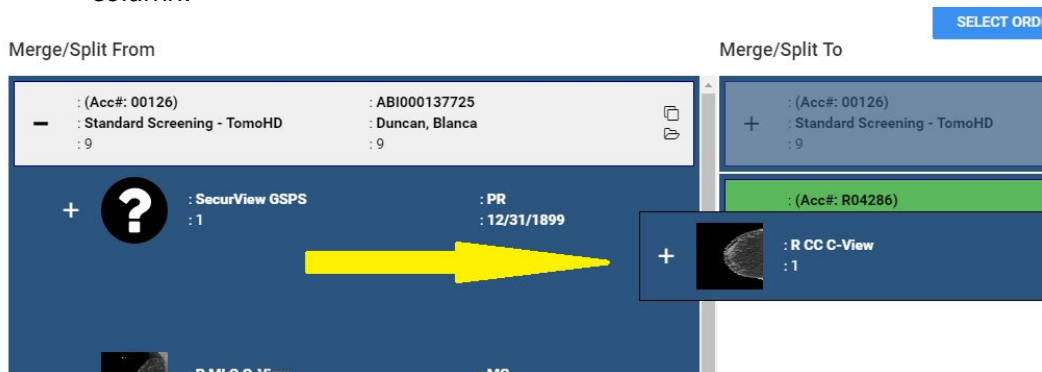 SELECT ORD
Merge/Split From
Merge/Split To
: (Acc#: 00126)
: Standard Screening - TomoHD
: 9
: ABI000137725
: Duncan, Blanca
: 9
: (Acc#: 00126)
: Standard Screening - TomoHD
: 9
: SecurView GSPS
: 1
: PR
: 12/31/1899
: (Acc#: R04286)
: R CC C-View
: 1